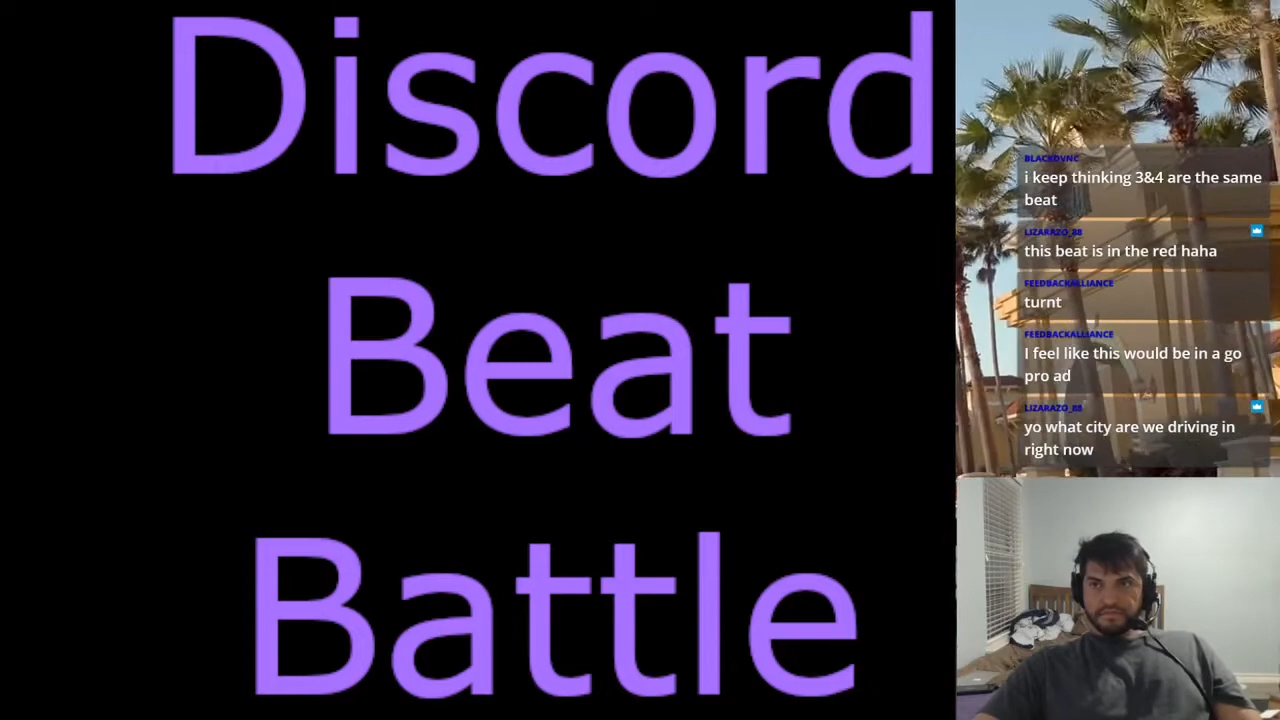 Discord
Beat
Battle
BLACKDVNC
i keep thinking 3&4 are the same
beat
LIZARAZO_88
this beat is in the red haha
FEEDBACKALLIANCE
turnt
FEEDBACKALLIANCE
I feel like this would be in a go
pro ad
LIZARAZO_88
yo what city are we driving in
right now